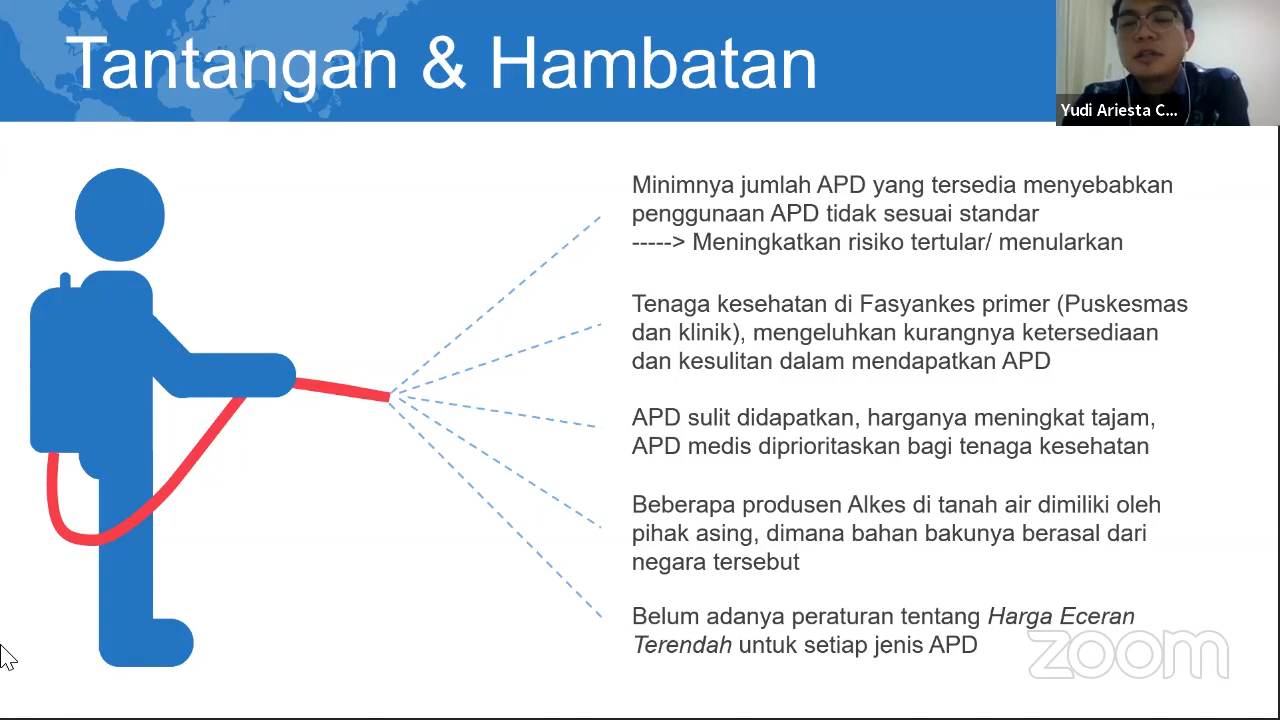 Tantangan & Hambatan
Yudi Ariesta C...
Minimnya jumlah APD yang tersedia menyebabkan
penggunaan APD tidak sesuai standar
-----> Meningkatkan risiko tertular/ menularkan
Tenaga kesehatan di Fasyankes primer (Puskesmas
dan klinik), mengeluhkan kurangnya ketersediaan
dan kesulitan dalam mendapatkan APD
APD sulit didapatkan, harganya meningkat tajam,
APD medis diprioritaskan bagi tenaga kesehatan
Beberapa produsen Alkes di tanah air dimiliki oleh
pihak asing, dimana bahan bakunya berasal dari
negara tersebut
Belum adanya peraturan tentang Harga Eceran
Terendah untuk setiap jenis APD
zoom